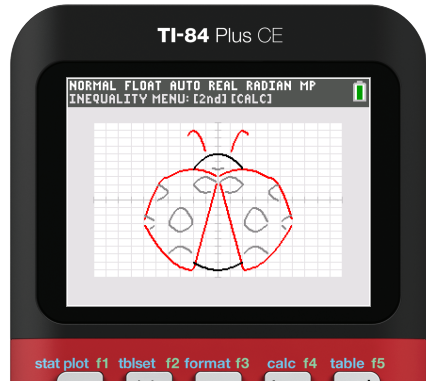 TI-84 Plus CE
NORMAL FLOAT AUTO REAL RADIAN MP
INEQUALITY MENU: [2nd] [CALC]
stat plot f1 tblset f2 format f3 calc f4 table f5